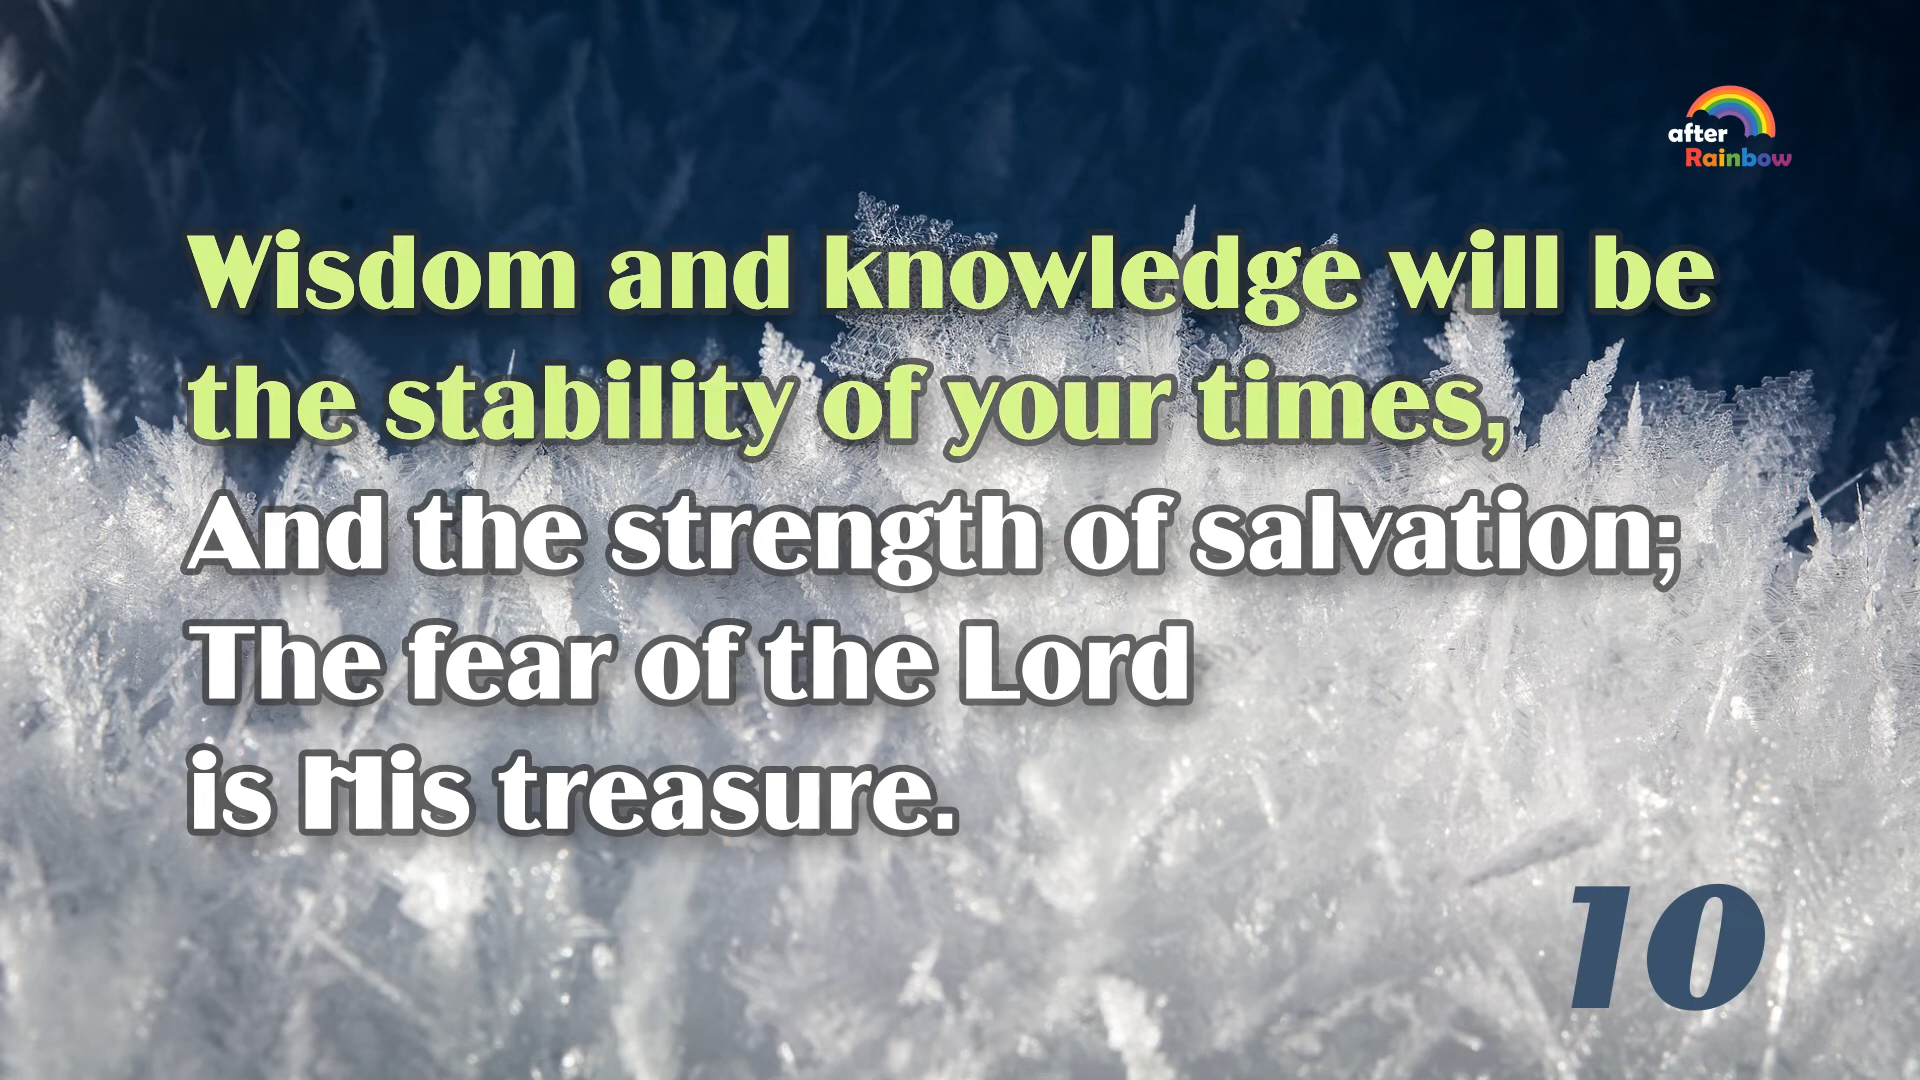 after
Rainbow
Wisdom and knowledge will be
the stability of your times,
And the strength of salvation;
The fear of the Lord
is His treasure.
10